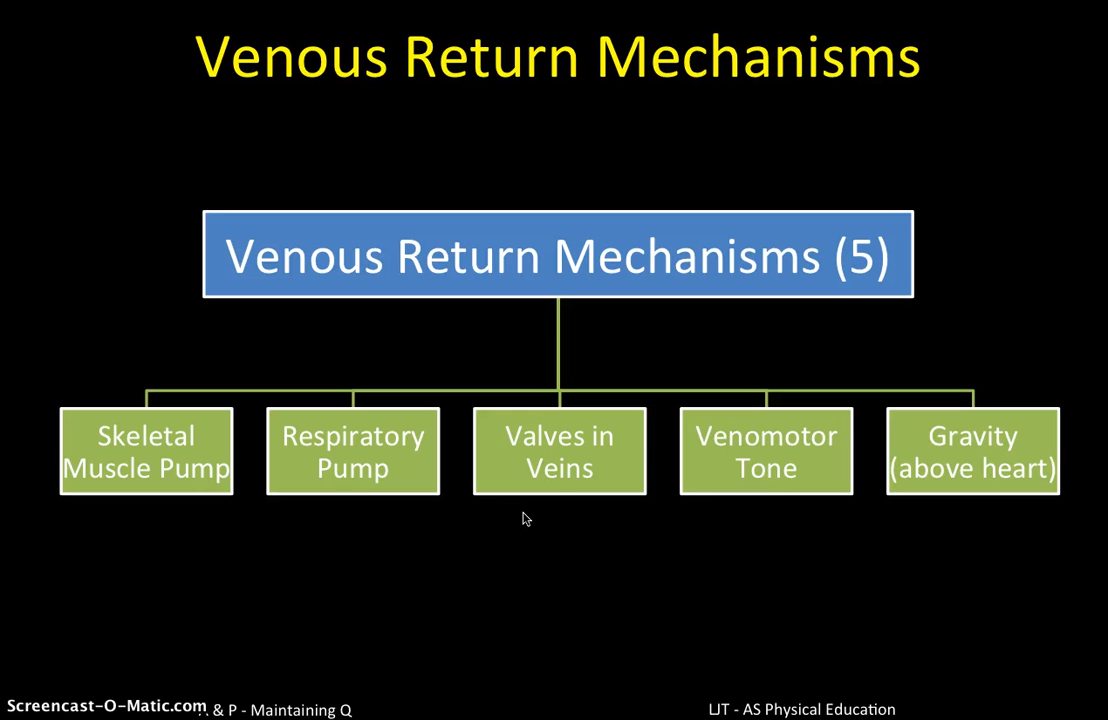 Venous Return Mechanisms
Venous Return Mechanisms (5)
Skeletal
Muscle Pump
Respiratory
Pump
Valves in
Veins
Venomotor
Tone
Gravity
(above heart)
Screencast-O-Matic.com
& P - Maintaining Q
LJT - AS Physical Education